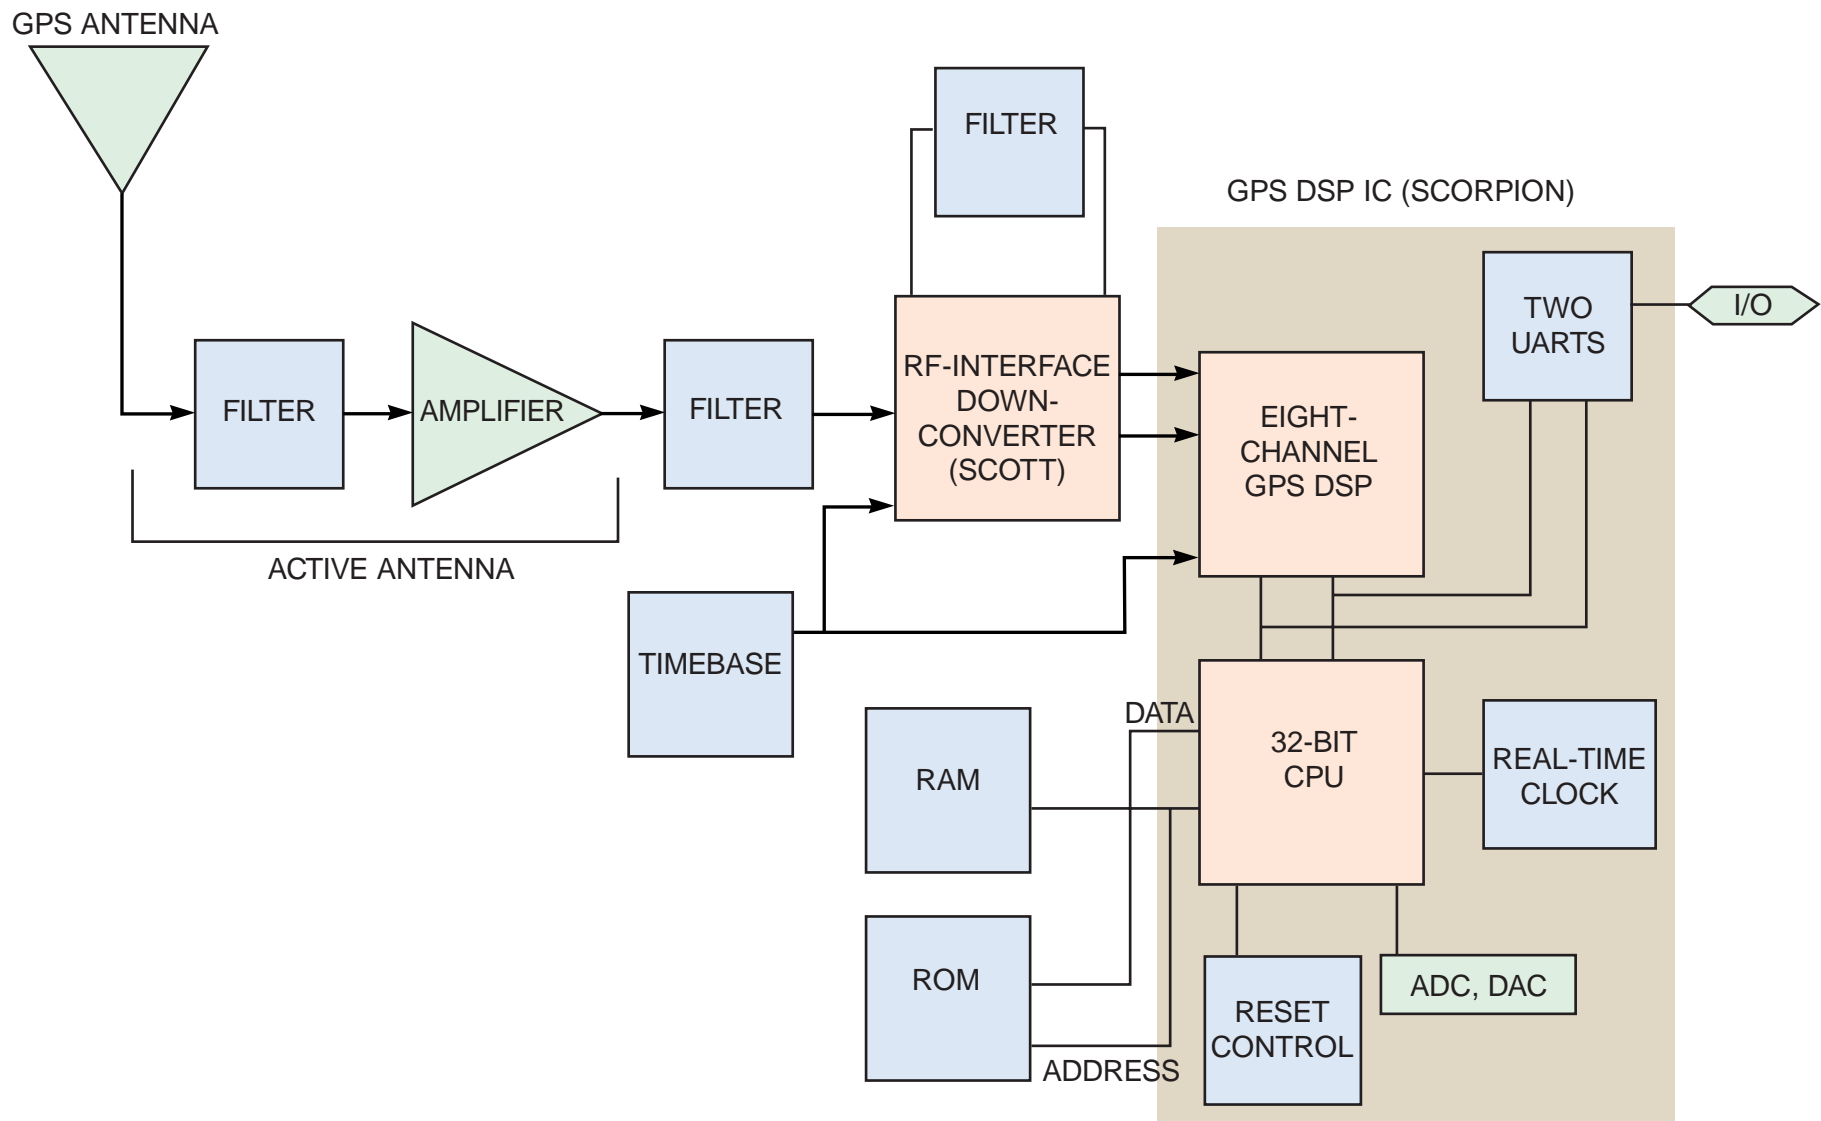 GPS ANTENNA
FILTER
GPS DSP IC (SCORPION)
TWO
UARTS
I/O
RF-INTERFACE
DOWN-
CONVERTER
(SCOTT)
FILTER
AMPLIFIER
FILTER
EIGHT-
CHANNEL
GPS DSP
ACTIVE ANTENNA
TIMEBASE
DATA
32-BIT
CPU
REAL-TIME
CLOCK
RAM
ROM
ADC, DAC
RESET
CONTROL
ADDRESS